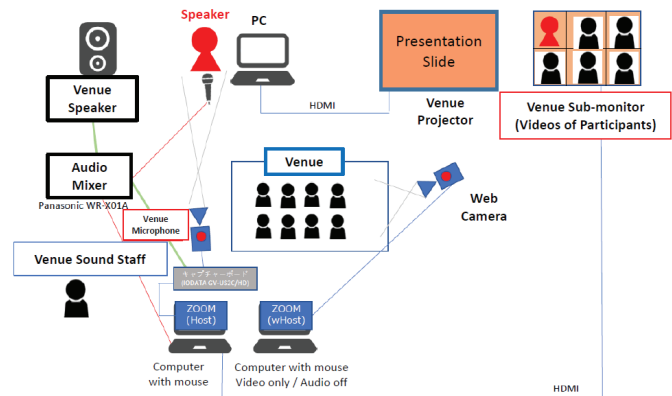 Speaker
PC
Venue
Speaker
Presentation
Slide
HDMI
Venue
Projector
Venue Sub-monitor
(Videos of Participants)
Audio
Mixer
Panasonic WR-X01A
Venue
Web
Camera
Venue
Microphone
Venue Sound Staff
キャプチャーボード
(IODATA GV-US2C/HD)
ZOOM
(Host)
ZOOM
(wHost)
Computer
with mouse
Computer with mouse
Video only / Audio off
HDMI